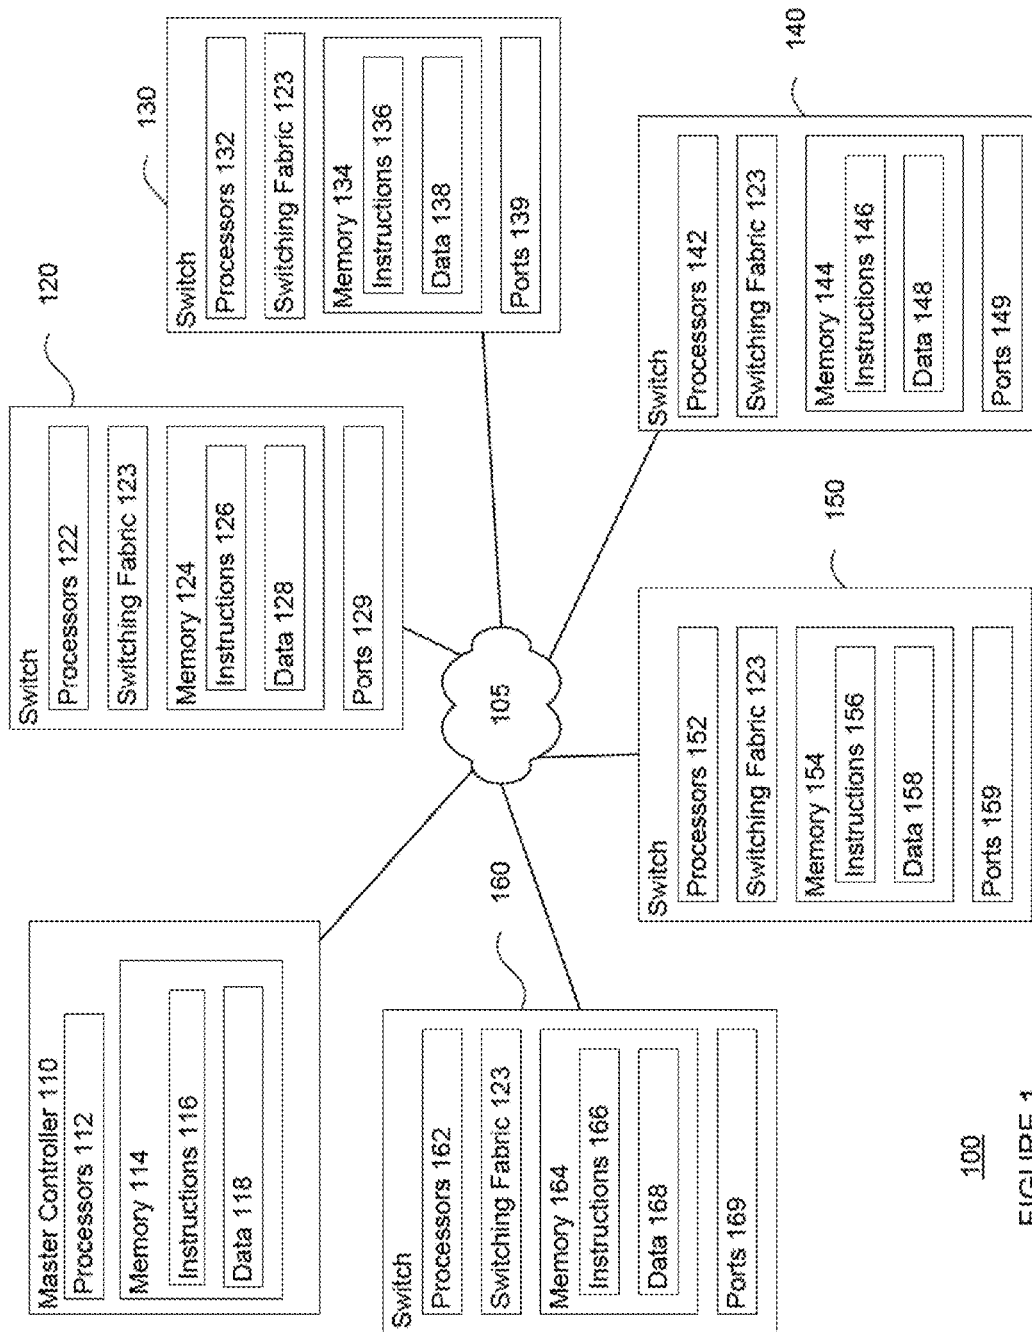 Master Controller 110
Processors 112
Memory 114
Instructions 116
Data 118
120
Switch
Processors 122
Switching Fabric 123
Memory 124
Instructions 126
Data 128
Ports 129
130
Switch
Processors 132
Switching Fabric 123
Memory 134
Instructions 136
Data 138
Ports 139
105
160
Switch
Processors 162
Switching Fabric 123
Memory 164
Instructions 166
Data 168
Ports 169
150
Switch
Processors 152
Switching Fabric 123
Memory 154
Instructions 156
Data 158
Ports 159
140
Switch
Processors 142
Switching Fabric 123
Memory 144
Instructions 146
Data 148
Ports 149
100
FIGURE 1